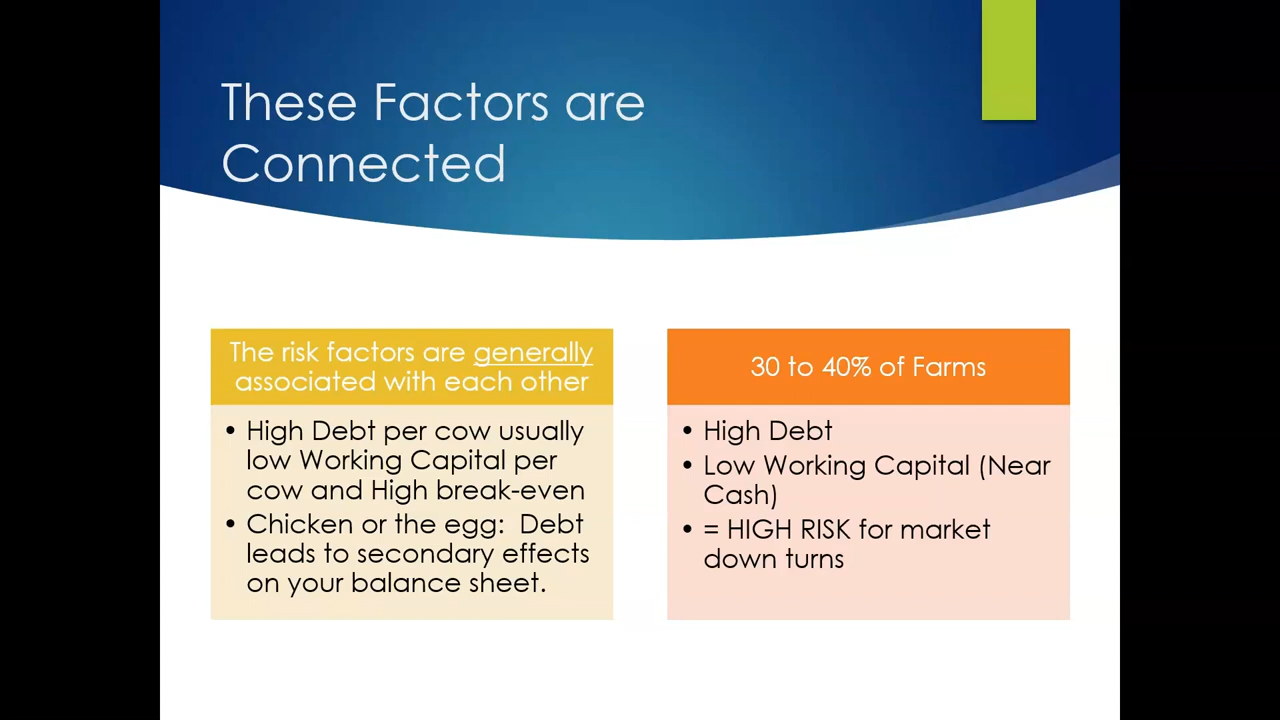 These Factors are
Connected
The risk factors are generally
associated with each other
• High Debt per cow usually
low Working Capital per
cow and High break-even
• Chicken or the egg:  Debt
leads to secondary effects
on your balance sheet.
30 to 40% of Farms
• High Debt
• Low Working Capital (Near
Cash)
• = HIGH RISK for market
down turns